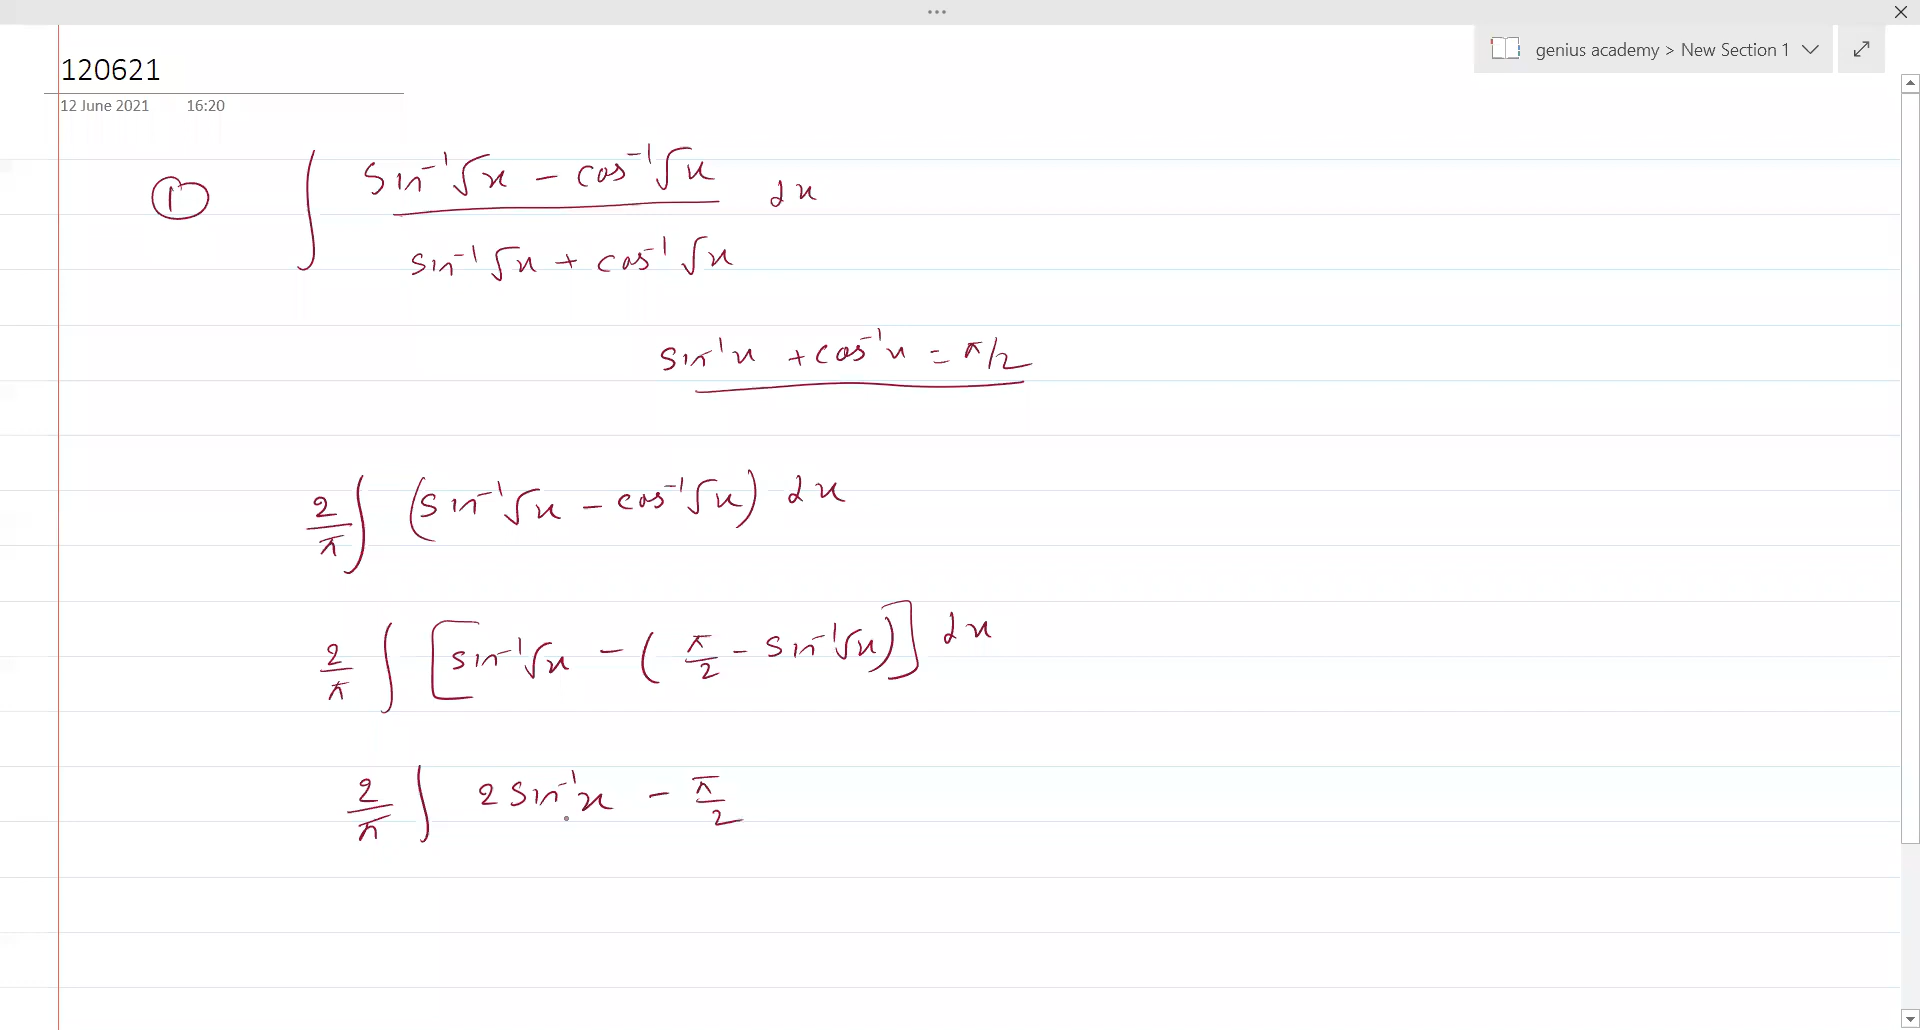 genius academy > New Section 1
120621
12 June 2021 16:20
① ∫ (sin⁻¹√x − cos⁻¹√x) / (sin⁻¹√x + cos⁻¹√x) dx
sin⁻¹x + cos⁻¹x = π/2
2/π ∫ (sin⁻¹√x − cos⁻¹√x) dx
2/π ∫ [sin⁻¹√x − (π/2 − sin⁻¹√x)] dx
2/π ∫ 2 sin⁻¹x − π/2